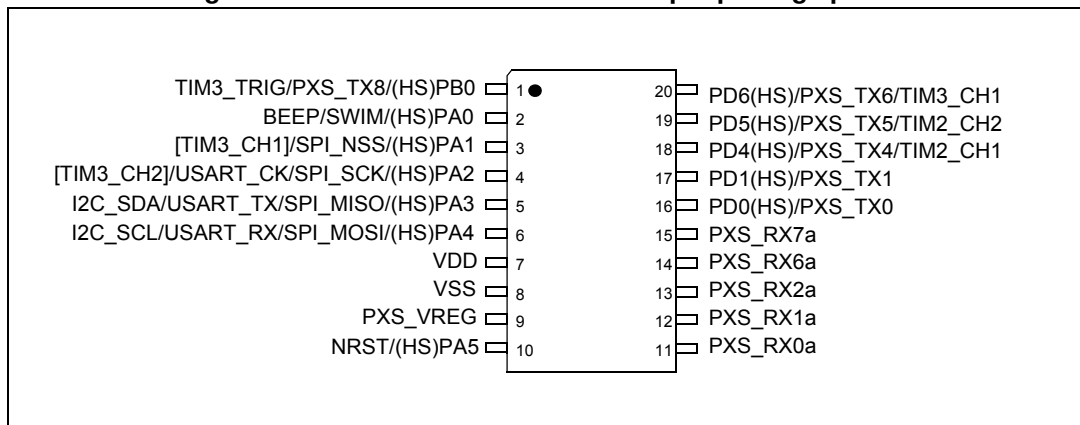 TIM3_TRIG/PXS_TX8/(HS)PB0 1 20 PD6(HS)/PXS_TX6/TIM3_CH1
BEEP/SWIM/(HS)PA0 2 19 PD5(HS)/PXS_TX5/TIM2_CH2
[TIM3_CH1]/SPI_NSS/(HS)PA1 3 18 PD4(HS)/PXS_TX4/TIM2_CH1
[TIM3_CH2]/USART_CK/SPI_SCK/(HS)PA2 4 17 PD1(HS)/PXS_TX1
I2C_SDA/USART_TX/SPI_MISO/(HS)PA3 5 16 PD0(HS)/PXS_TX0
I2C_SCL/USART_RX/SPI_MOSI/(HS)PA4 6 15 PXS_RX7a
VDD 7 14 PXS_RX6a
VSS 8 13 PXS_RX2a
PXS_VREG 9 12 PXS_RX1a
NRST/(HS)PA5 10 11 PXS_RX0a